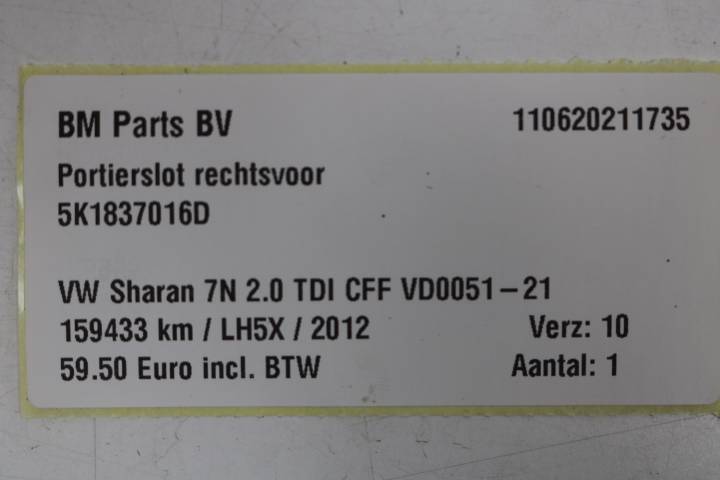 BM Parts BV 110620211735
Portierslot rechtsvoor
5K1837016D
VW Sharan 7N 2.0 TDI CFF VD0051-21
159433 km / LH5X / 2012 Verz: 10
59.50 Euro incl. BTW Aantal: 1